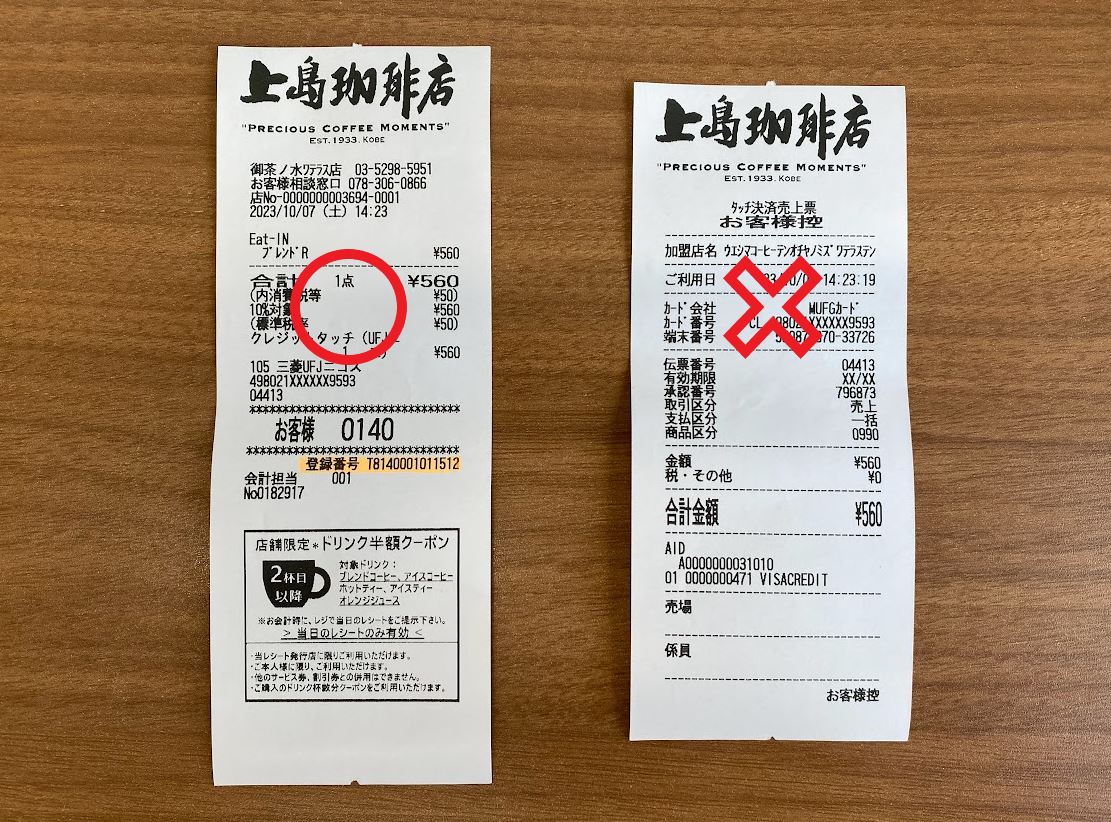 上島珈琲店
"PRECIOUS COFFEE MOMENTS"
EST. 1933. KOBE
御茶ノ水ワテラス店 03-5298-5951
お客様相談窓口 078-306-0866
店No-0000000003694-0001
2023/10/07 (土) 14:23
Eat-IN
ブレンドR ¥560
合計 1点 ¥560
(内消費税等 ¥50)
10%対象 ¥560
(標準税率 ¥50)
クレジットタッチ (UFJ
1 ¥560
105 三菱UFJニコス
498021XXXXXX9593
04413
お客様 0140
登録番号 T8140001011512
会計担当 001
No0182917
店舗限定*ドリンク半額クーポン
2杯目以降
対象ドリンク:
ブレンドコーヒー、アイスコーヒー
ホットティー、アイスティー
オレンジジュース
※お会計時に、レジで当日のレシートをご提示下さい。
> 当日のレシートのみ有効 <
・当レシート発行店に限りご利用いただけます。
・ご本人様に限り、ご利用いただけます。
・他のサービス券、割引券との併用はできません。
・ご購入のドリンク杯数分クーポンをご利用いただけます。
上島珈琲店
"PRECIOUS COFFEE MOMENTS"
EST. 1933. KOBE
タッチ決済売上票
お客様控
加盟店名 ウエシマコーヒーテンオチャノミズワテラステン
ご利用日 14:23:19
カード会社 MUFGカード
カード番号 CL 498021XXXXXX9593
端末番号 -33726
伝票番号 04413
有効期限 XX/XX
承認番号 796873
取引区分 売上
支払区分 一括
商品区分 0990
金額 ¥560
税・その他 ¥0
合計金額 ¥560
AID
A0000000031010
01 0000000471 VISACREDIT
売場
係員
お客様控